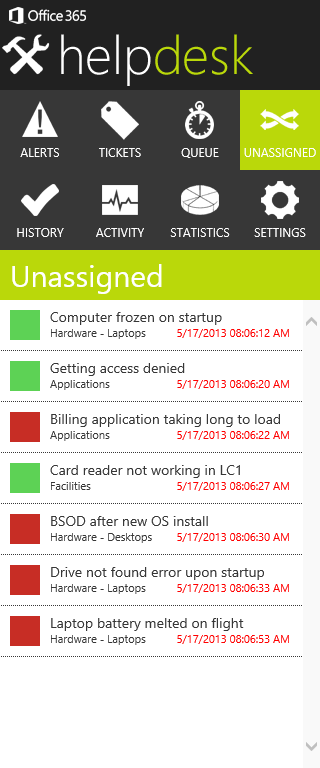 Office 365
helpdesk
ALERTS TICKETS QUEUE UNASSIGNED
HISTORY ACTIVITY STATISTICS SETTINGS
Unassigned
Computer frozen on startup
Hardware - Laptops 5/17/2013 08:06:12 AM
Getting access denied
Applications 5/17/2013 08:06:20 AM
Billing application taking long to load
Applications 5/17/2013 08:06:22 AM
Card reader not working in LC1
Facilities 5/17/2013 08:06:27 AM
BSOD after new OS install
Hardware - Desktops 5/17/2013 08:06:30 AM
Drive not found error upon startup
Hardware - Laptops 5/17/2013 08:06:33 AM
Laptop battery melted on flight
Hardware - Laptops 5/17/2013 08:06:53 AM